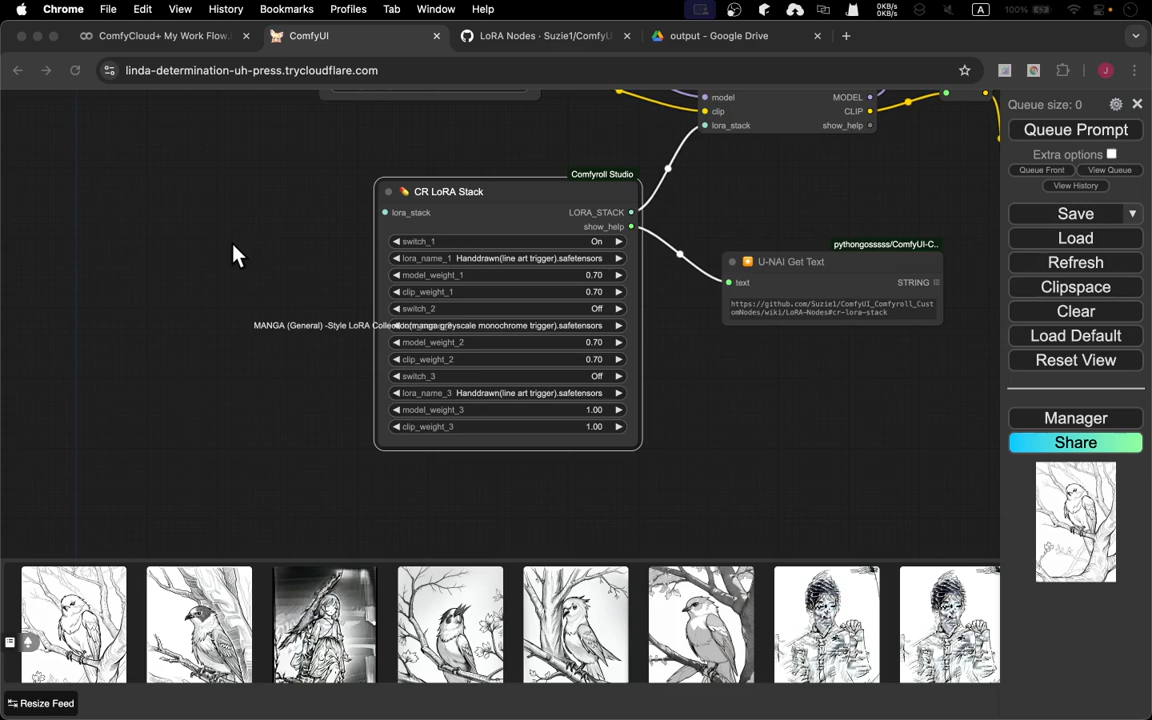 Chrome File Edit View History Bookmarks Profiles Tab Window Help 0KB/s 0KB/s A 100%
ComfyCloud+ My Work Flow.i ComfyUI LoRA Nodes · Suzie1/ComfyU output - Google Drive
linda-determination-uh-press.trycloudflare.com J
model MODEL
clip CLIP
lora_stack show_help
Comfyroll Studio
CR LoRA Stack
lora_stack LORA_STACK
show_help
switch_1 On
lora_name_1 Handdrawn(line art trigger).safetensors
model_weight_1 0.70
clip_weight_1 0.70
switch_2 Off
MANGA (General) -Style LoRA Collection(manga greyscale monochrome trigger).safetensors
model_weight_2 0.70
clip_weight_2 0.70
switch_3 Off
lora_name_3 Handdrawn(line art trigger).safetensors
model_weight_3 1.00
clip_weight_3 1.00
pythongosssss/ComfyUI-C..
U-NAI Get Text
text STRING
https://github.com/Suzie1/ComfyUI_Comfyroll_Cust
omNodes/wiki/LoRA-Nodes#cr-lora-stack
Queue size: 0
Queue Prompt
Extra options
Queue Front View Queue
View History
Save
Load
Refresh
Clipspace
Clear
Load Default
Reset View
Manager
Share
Resize Feed